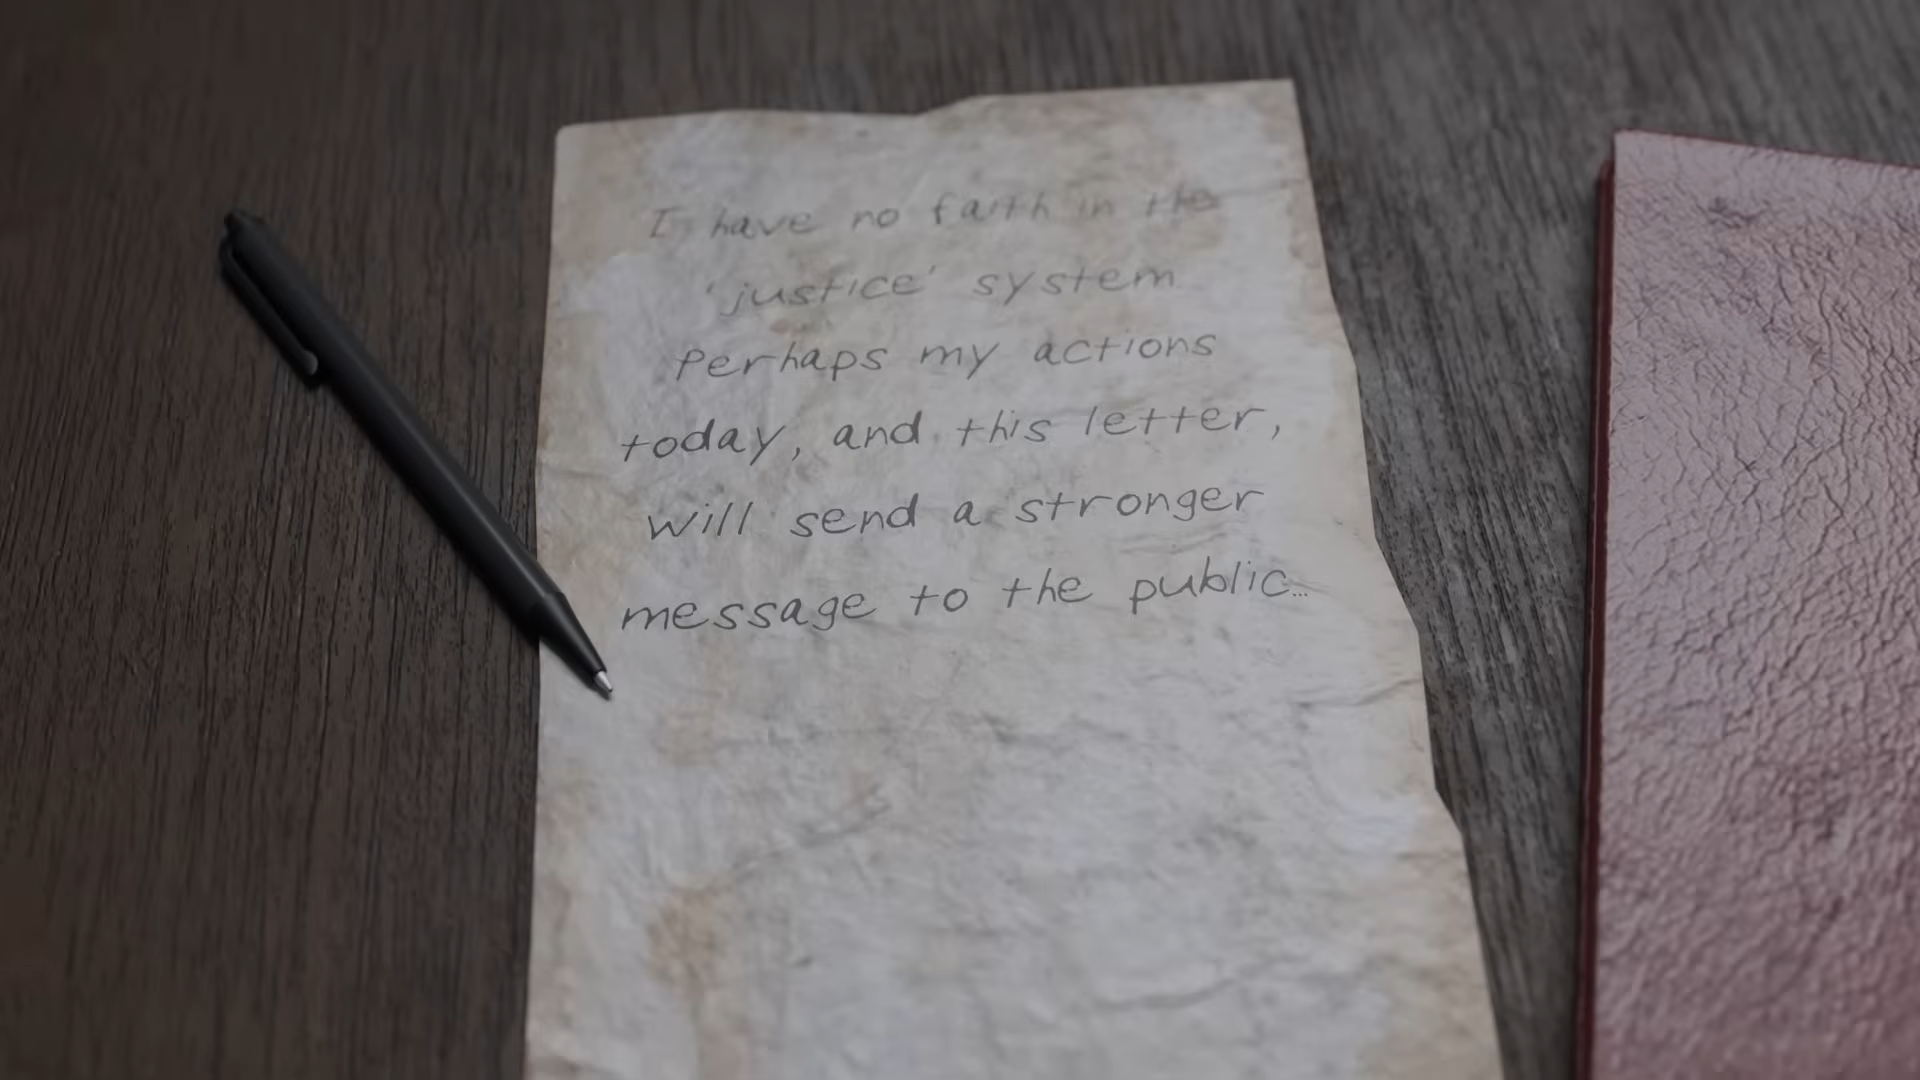 I have no faith in the
'justice' system
Perhaps my actions
today, and this letter,
will send a stronger
message to the public...